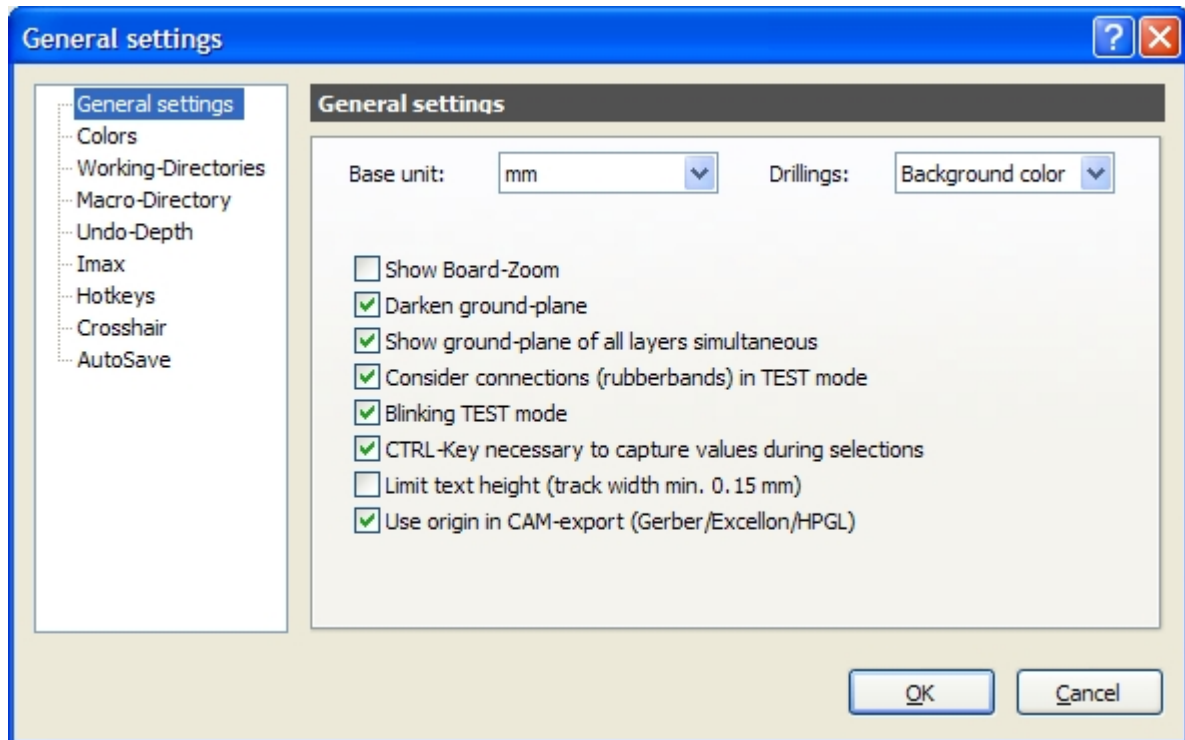 General settings
General settings
Colors
Working-Directories
Macro-Directory
Undo-Depth
Imax
Hotkeys
Crosshair
AutoSave
General settings
Base unit: mm Drillings: Background color
Show Board-Zoom
Darken ground-plane
Show ground-plane of all layers simultaneous
Consider connections (rubberbands) in TEST mode
Blinking TEST mode
CTRL-Key necessary to capture values during selections
Limit text height (track width min. 0.15 mm)
Use origin in CAM-export (Gerber/Excellon/HPGL)
OK Cancel